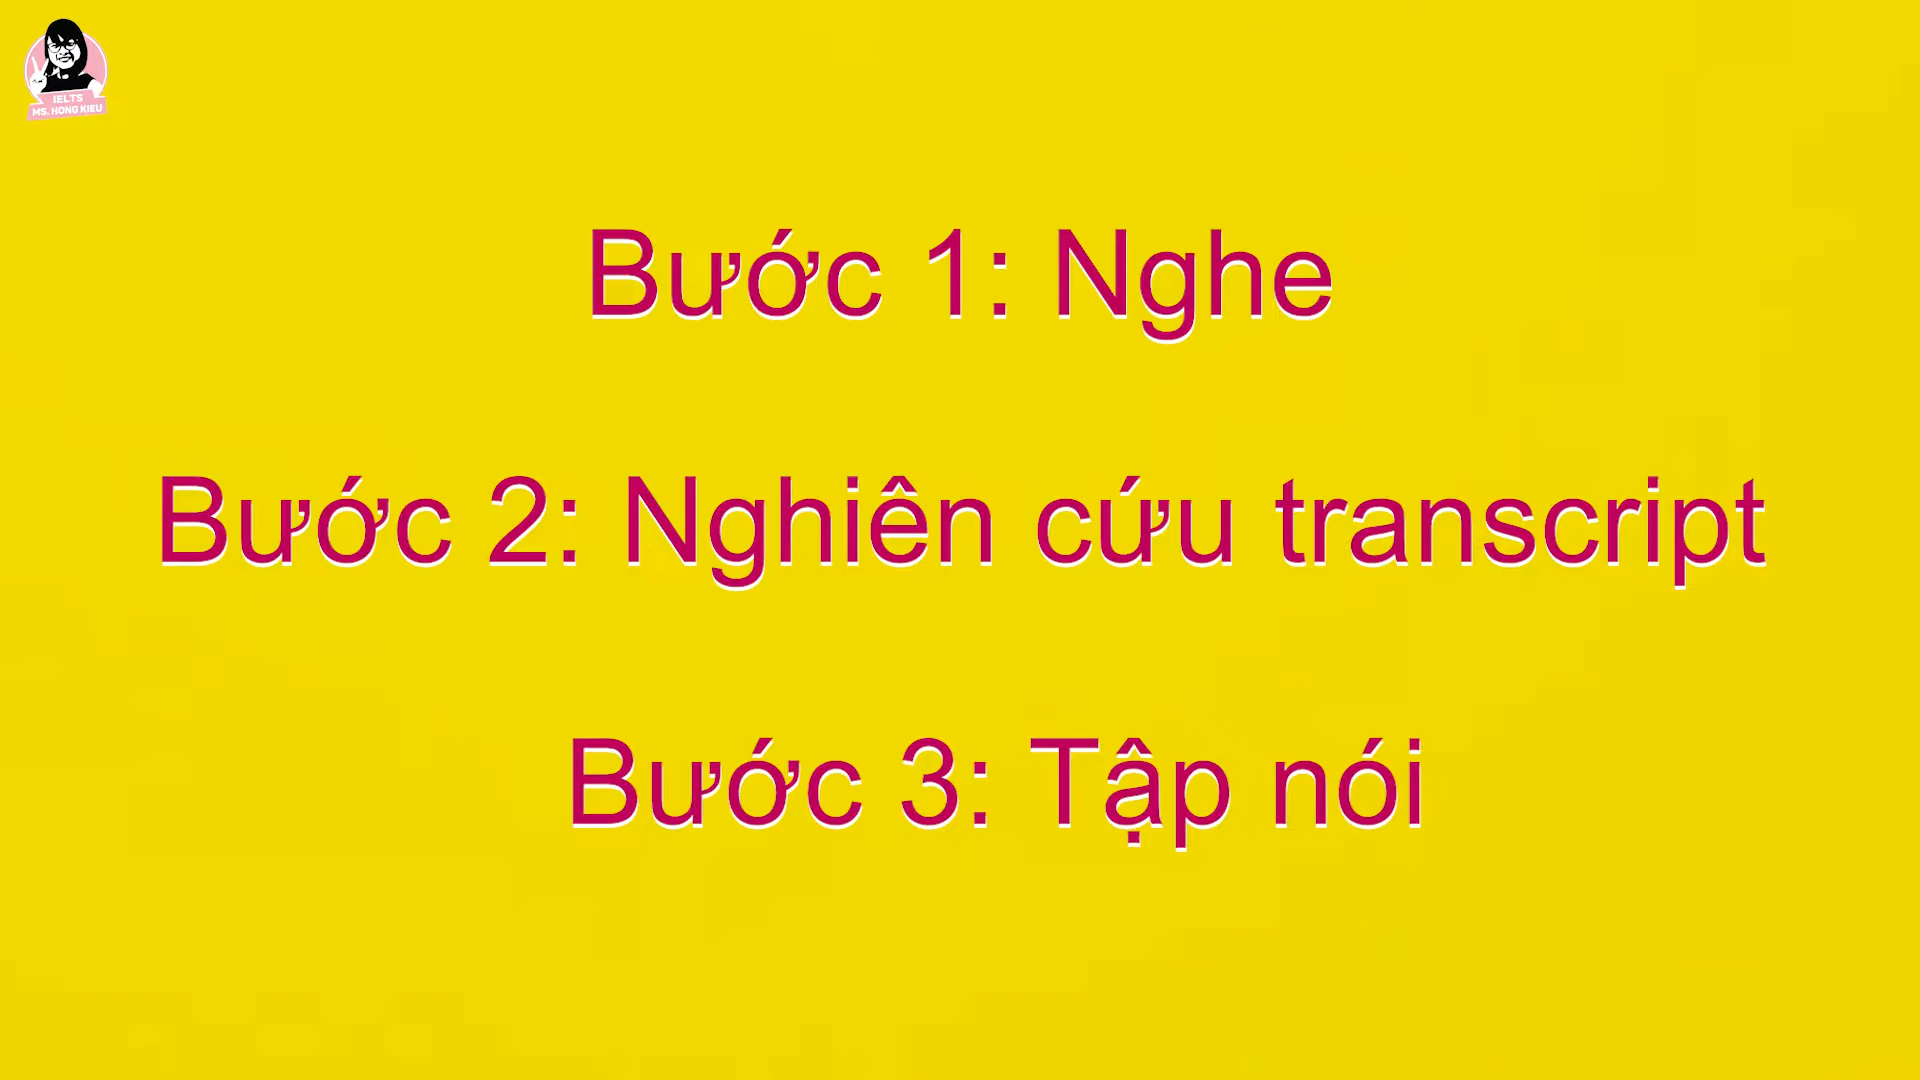 IELTS
MS. HONG KIEU
Bước 1: Nghe
Bước 2: Nghiên cứu transcript
Bước 3: Tập nói